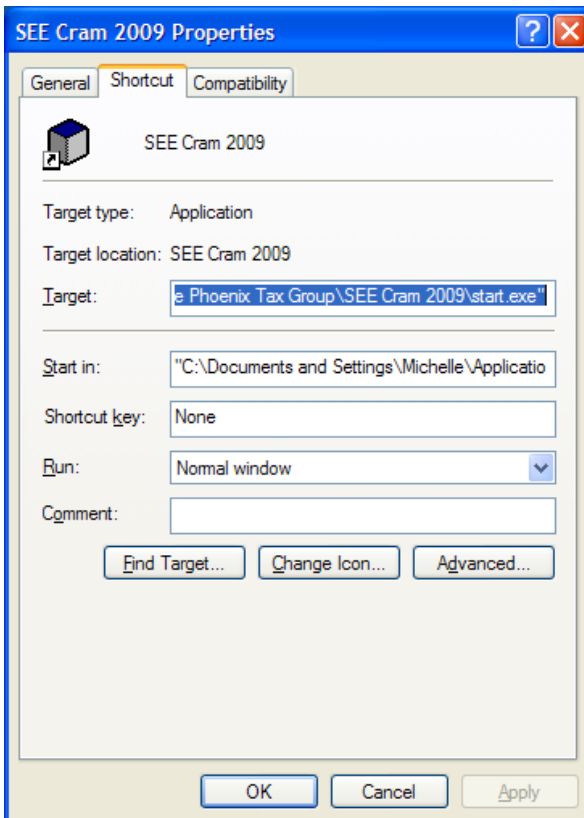 SEE Cram 2009 Properties
General Shortcut Compatibility
SEE Cram 2009
Target type: Application
Target location: SEE Cram 2009
Target: e Phoenix Tax Group\SEE Cram 2009\start.exe"
Start in: "C:\Documents and Settings\Michelle\Applicatio
Shortcut key: None
Run: Normal window
Comment:
Find Target... Change Icon... Advanced...
OK Cancel Apply